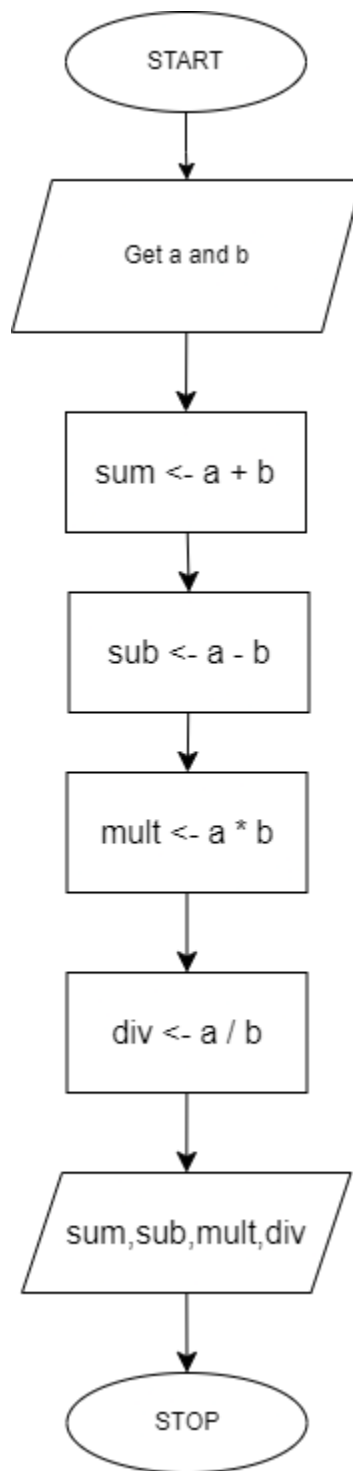 START
Get a and b
sum <- a + b
sub <- a - b
mult <- a * b
div <- a / b
sum,sub,mult,div
STOP